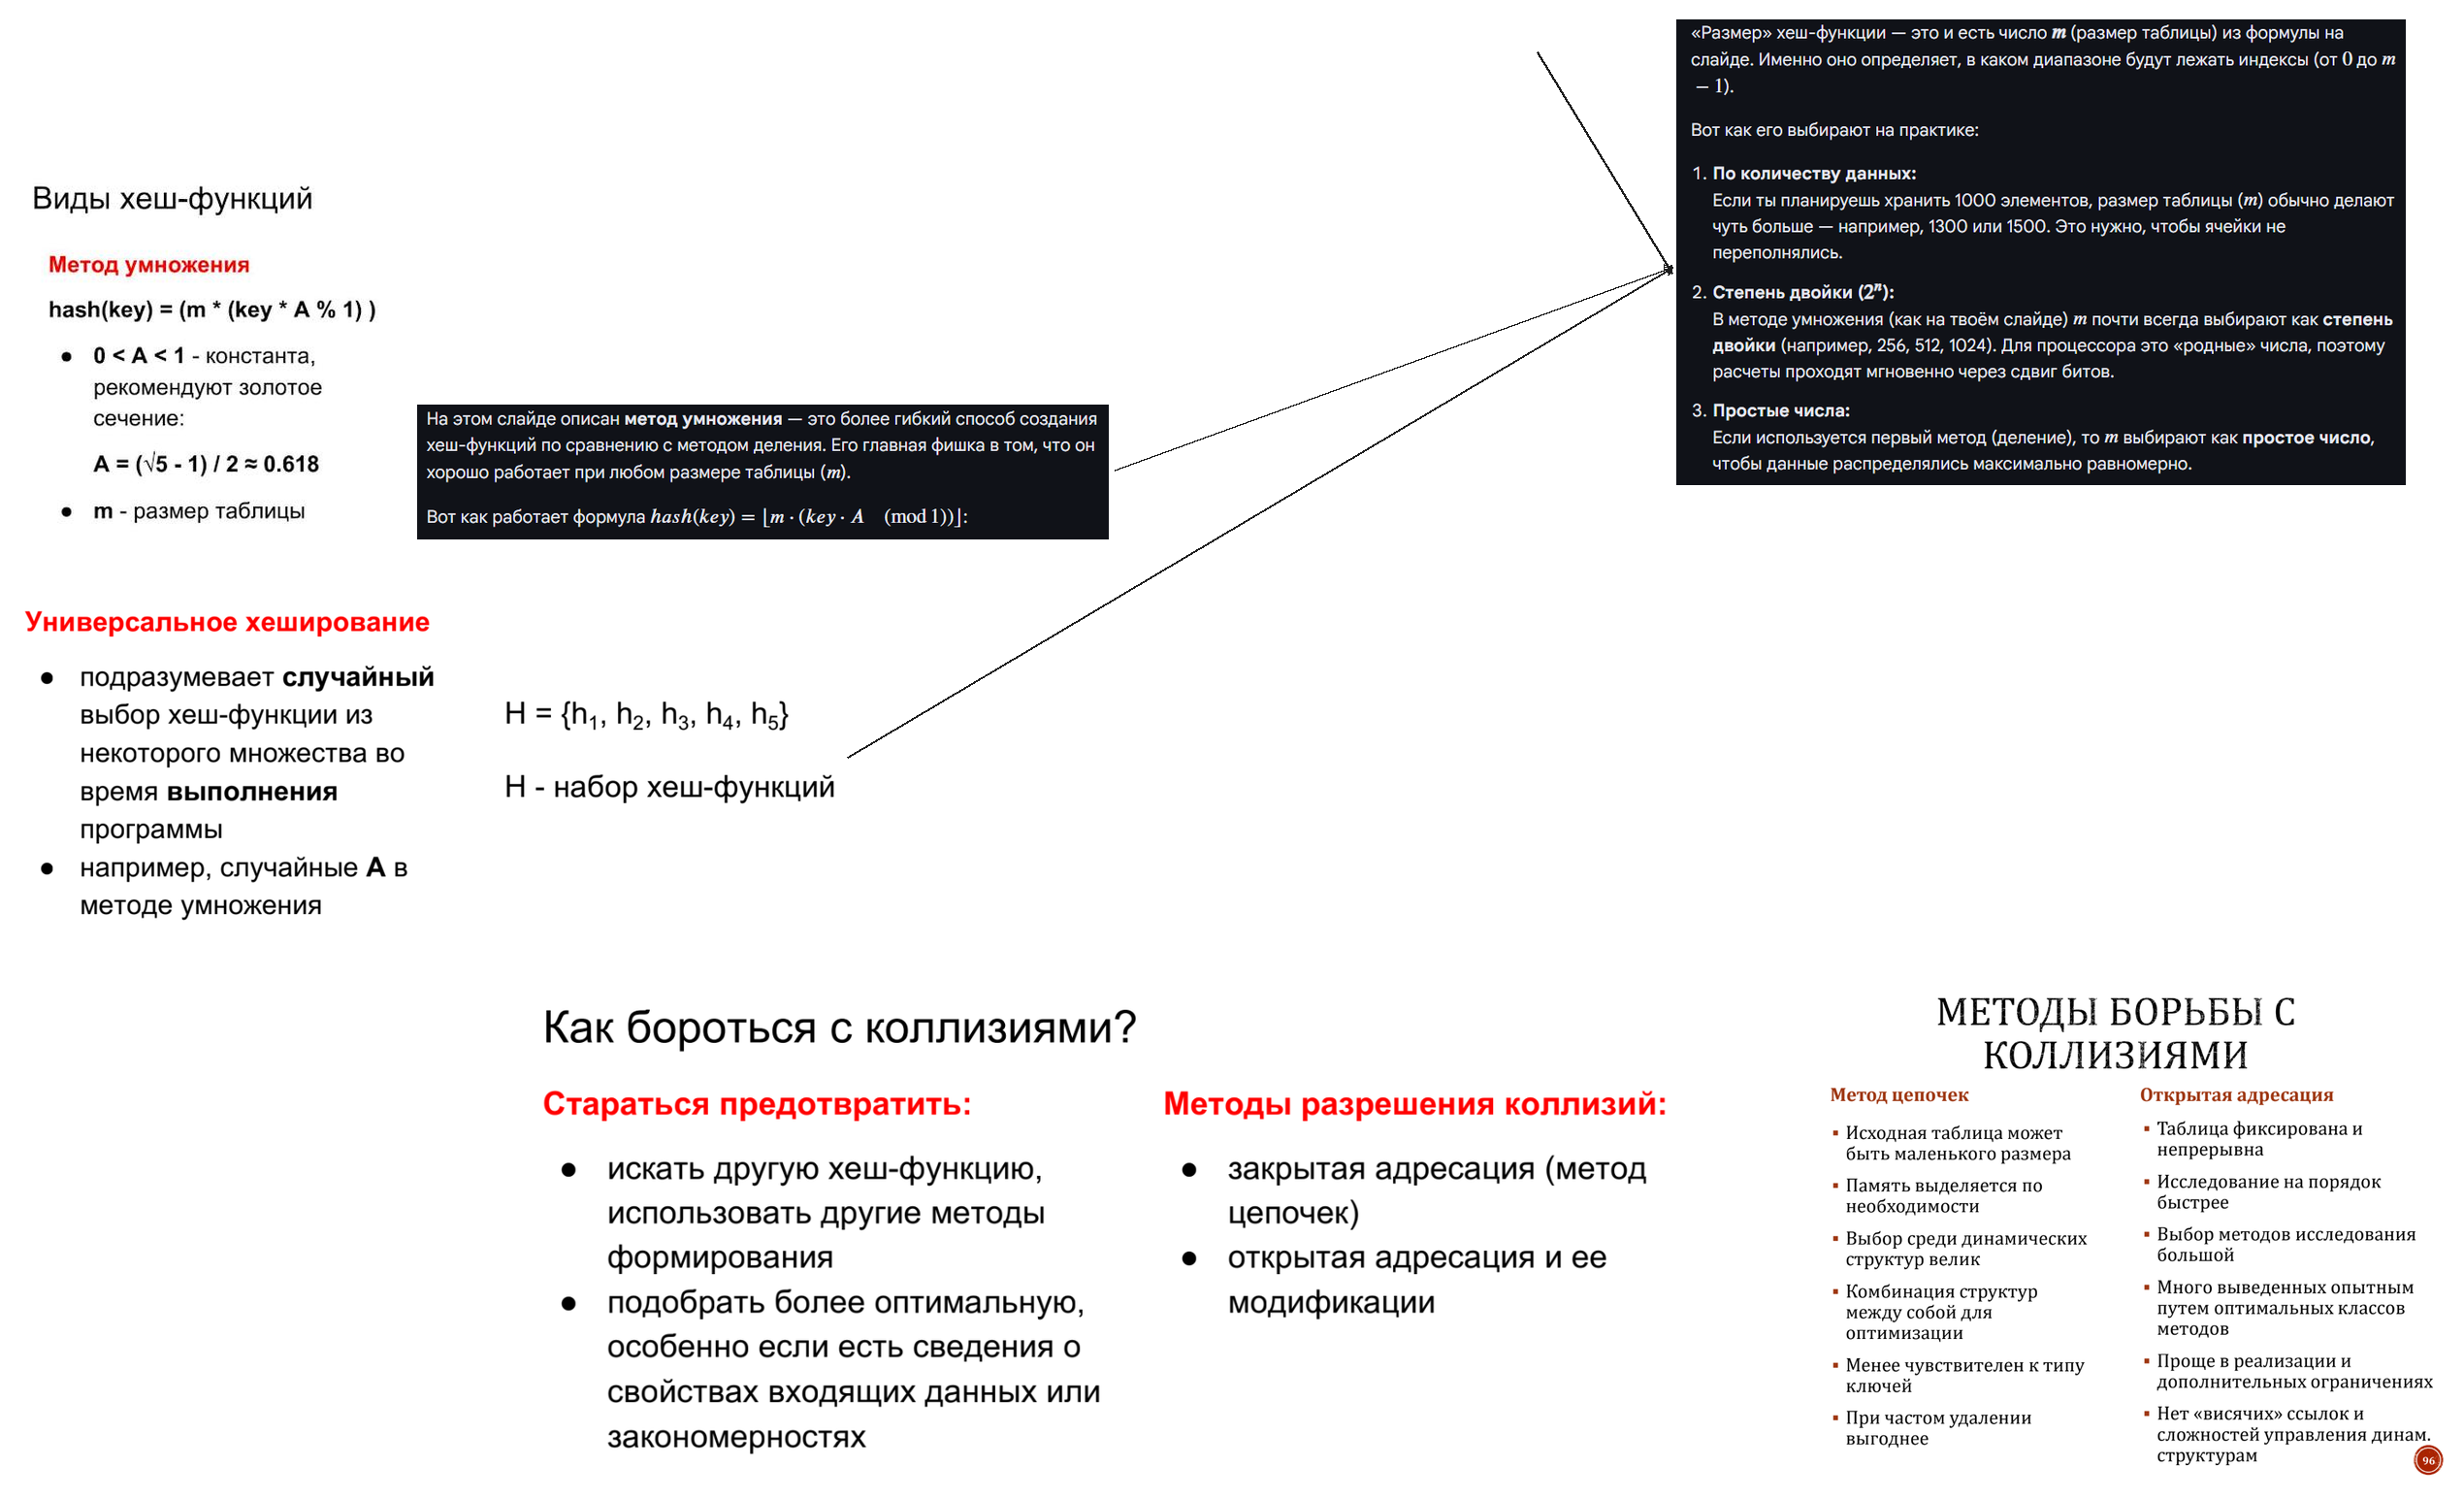 Виды хеш-функций
Метод умножения
hash(key) = (m * (key * A % 1) )
● 0 < A < 1 - константа,
рекомендуют золотое
сечение:
A = (√5 - 1) / 2 ≈ 0.618
● m - размер таблицы
На этом слайде описан метод умножения — это более гибкий способ создания
хеш-функций по сравнению с методом деления. Его главная фишка в том, что он
хорошо работает при любом размере таблицы (m).
Вот как работает формула hash(key) = ⌊m · (key · A (mod 1))⌋:
«Размер» хеш-функции — это и есть число m (размер таблицы) из формулы на
слайде. Именно оно определяет, в каком диапазоне будут лежать индексы (от 0 до m
− 1).
Вот как его выбирают на практике:
1. По количеству данных:
Если ты планируешь хранить 1000 элементов, размер таблицы (m) обычно делают
чуть больше — например, 1300 или 1500. Это нужно, чтобы ячейки не
переполнялись.
2. Степень двойки (2ⁿ):
В методе умножения (как на твоём слайде) m почти всегда выбирают как степень
двойки (например, 256, 512, 1024). Для процессора это «родные» числа, поэтому
расчеты проходят мгновенно через сдвиг битов.
3. Простые числа:
Если используется первый метод (деление), то m выбирают как простое число,
чтобы данные распределялись максимально равномерно.
Универсальное хеширование
● подразумевает случайный
выбор хеш-функции из
некоторого множества во
время выполнения
программы
● например, случайные A в
методе умножения
H = {h₁, h₂, h₃, h₄, h₅}
H - набор хеш-функций
Как бороться с коллизиями?
Стараться предотвратить:
● искать другую хеш-функцию,
использовать другие методы
формирования
● подобрать более оптимальную,
особенно если есть сведения о
свойствах входящих данных или
закономерностях
Методы разрешения коллизий:
● закрытая адресация (метод
цепочек)
● открытая адресация и ее
модификации
МЕТОДЫ БОРЬБЫ С
КОЛЛИЗИЯМИ
Метод цепочек
▪ Исходная таблица может
быть маленького размера
▪ Память выделяется по
необходимости
▪ Выбор среди динамических
структур велик
▪ Комбинация структур
между собой для
оптимизации
▪ Менее чувствителен к типу
ключей
▪ При частом удалении
выгоднее
Открытая адресация
▪ Таблица фиксирована и
непрерывна
▪ Исследование на порядок
быстрее
▪ Выбор методов исследования
большой
▪ Много выведенных опытным
путем оптимальных классов
методов
▪ Проще в реализации и
дополнительных ограничениях
▪ Нет «висячих» ссылок и
сложностей управления динам.
структурам
96